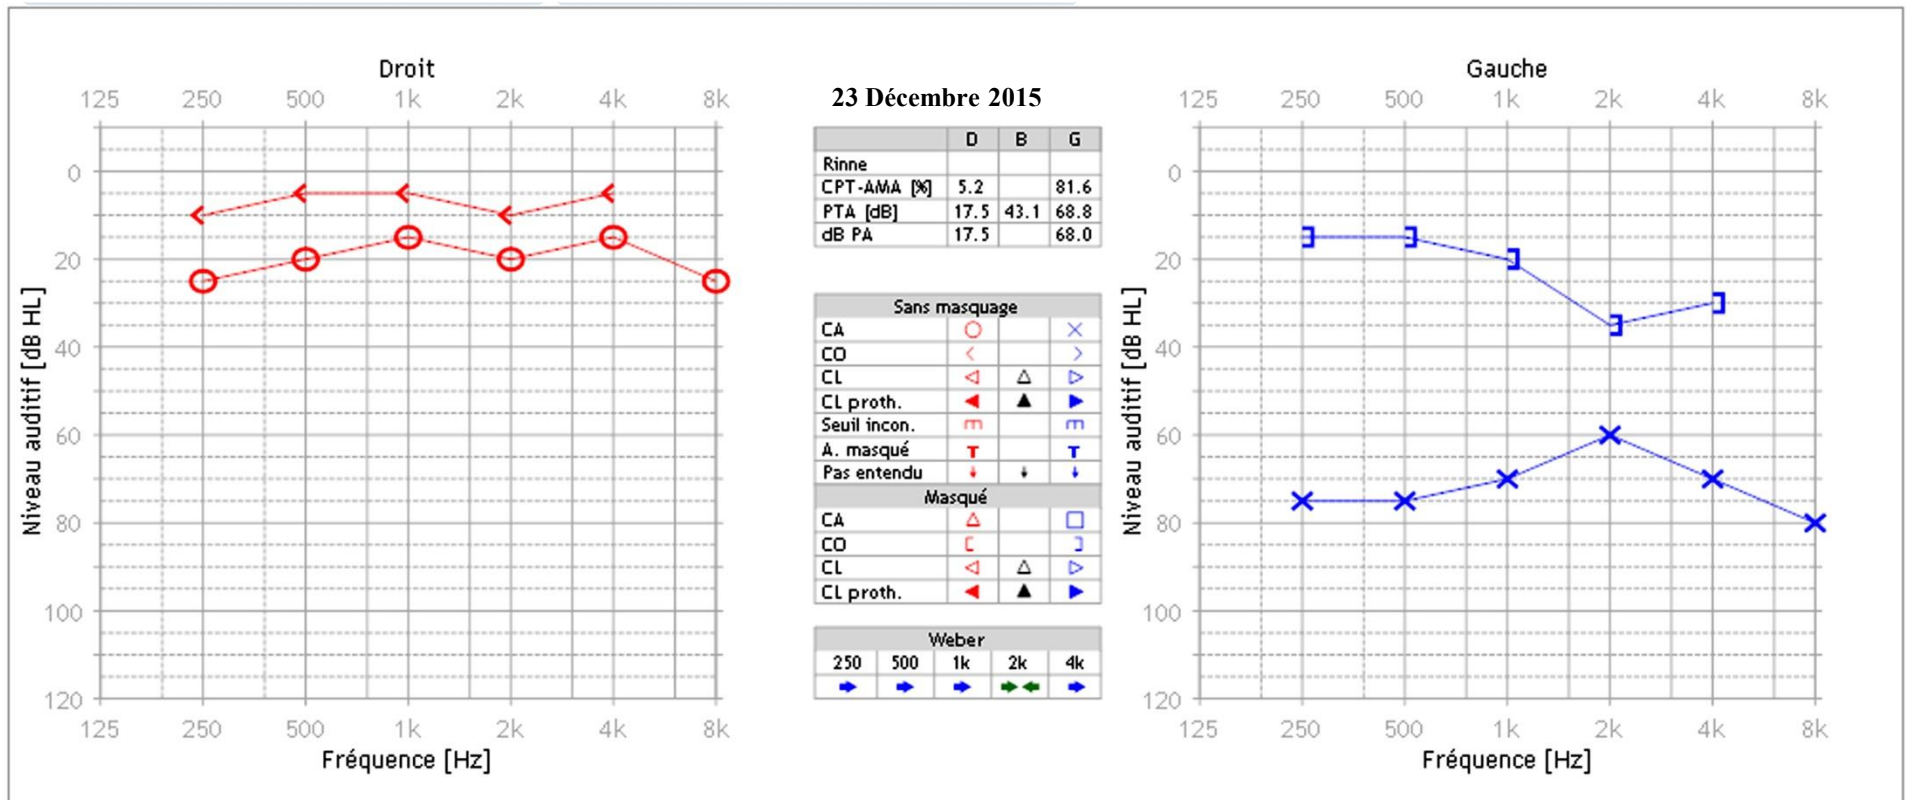 Droit
125 250 500 1k 2k 4k 8k
0
20
40
60
80
100
120
Niveau auditif [dB HL]
125 250 500 1k 2k 4k 8k
Fréquence [Hz]
23 Décembre 2015
D B G
Rinne
CPT-AMA [%] 5.2 81.6
PTA [dB] 17.5 43.1 68.8
dB PA 17.5 68.0
Sans masquage
CA
CO
CL
CL proth.
Seuil incon.
A. masqué T T
Pas entendu
Masqué
CA
CO
CL
CL proth.
Weber
250 500 1k 2k 4k
Gauche
125 250 500 1k 2k 4k 8k
0
20
40
60
80
100
120
Niveau auditif [dB HL]
125 250 500 1k 2k 4k 8k
Fréquence [Hz]